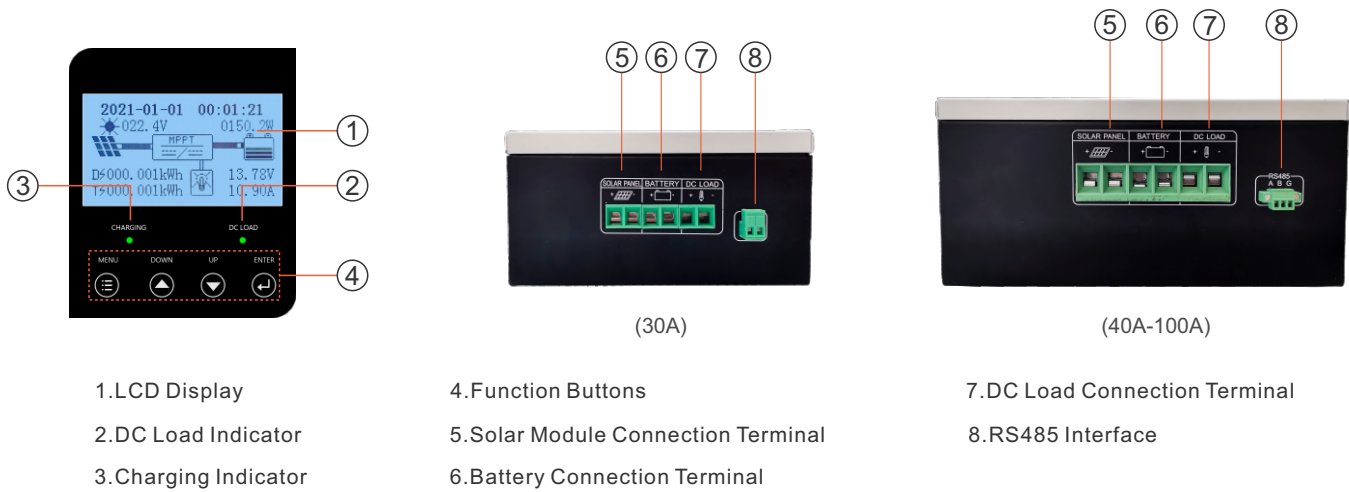 2021-01-01 00:01:21
022.4V 0150.2W
MPPT
D⚡000.001kWh 13.78V
T⚡000.001kWh 10.90A
CHARGING DC LOAD
MENU DOWN UP ENTER
1
2
3
4
5 6 7 8
SOLAR PANEL BATTERY DC LOAD
+ - + - + -
(30A)
5 6 7 8
SOLAR PANEL BATTERY DC LOAD
+ - + - + -
RS485
A B G
(40A-100A)
1.LCD Display
2.DC Load Indicator
3.Charging Indicator
4.Function Buttons
5.Solar Module Connection Terminal
6.Battery Connection Terminal
7.DC Load Connection Terminal
8.RS485 Interface